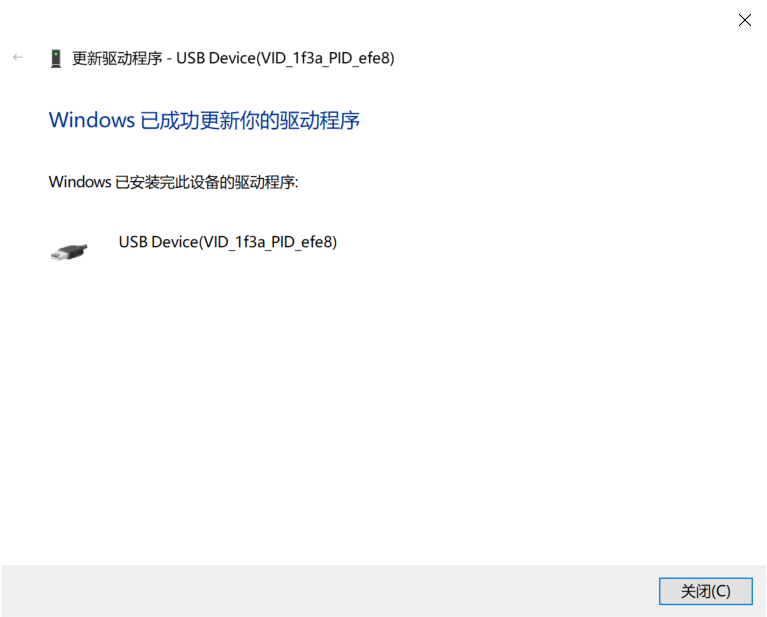 更新驱动程序 - USB Device(VID_1f3a_PID_efe8)
Windows 已成功更新你的驱动程序
Windows 已安装完此设备的驱动程序:
USB Device(VID_1f3a_PID_efe8)
关闭(C)